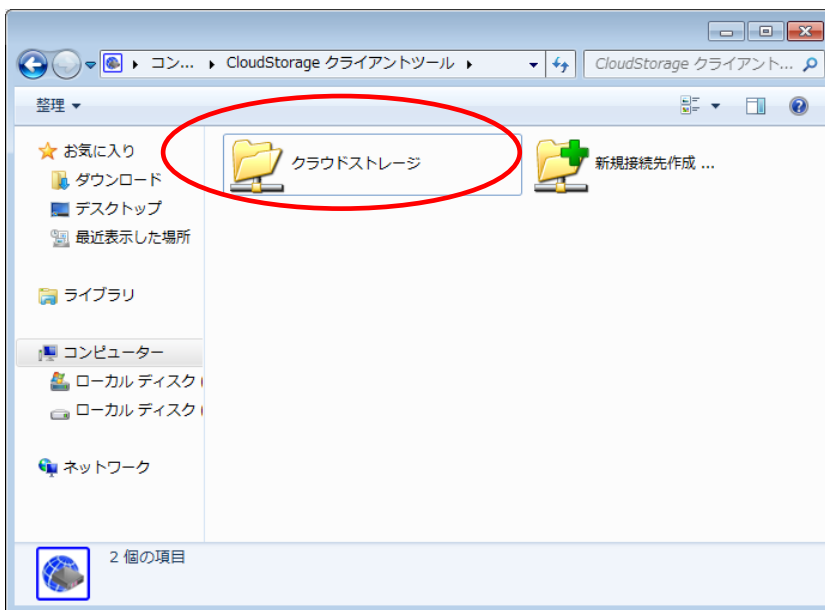 コン... CloudStorage クライアントツール
CloudStorage クライアント...
整理
お気に入り
ダウンロード
デスクトップ
最近表示した場所
ライブラリ
コンピューター
ローカル ディスク (
ローカル ディスク (
ネットワーク
クラウドストレージ
新規接続先作成 ...
2 個の項目